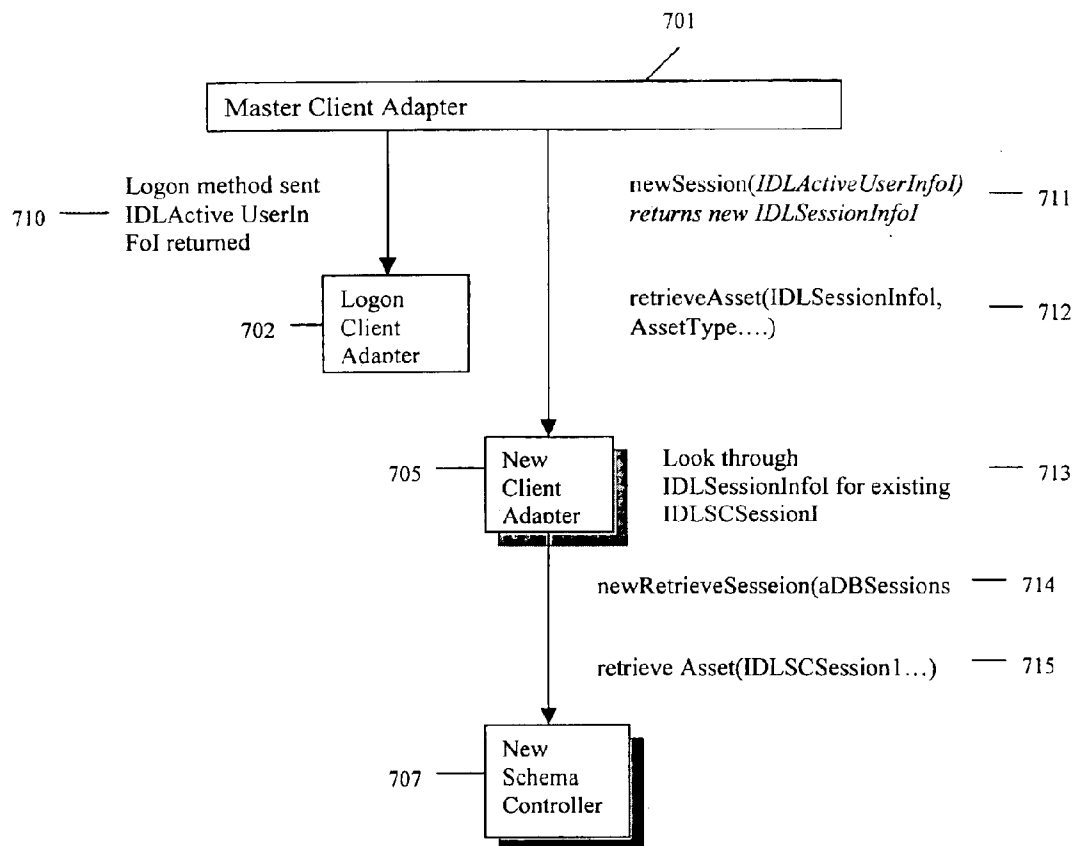 701
Master Client Adapter
Logon method sent
IDLActive UserIn
FoI returned
710
newSession(IDLActiveUserInfoI)
returns new IDLSessionInfoI
711
Logon
Client
Adapter
702
retrieveAsset(IDLSessionInfoI,
AssetType....)
712
705
New
Client
Adapter
Look through
IDLSessionInfoI for existing
IDLSCSessionI
713
newRetrieveSesseion(aDBSessions
714
retrieve Asset(IDLSCSession1...)
715
707
New
Schema
Controller